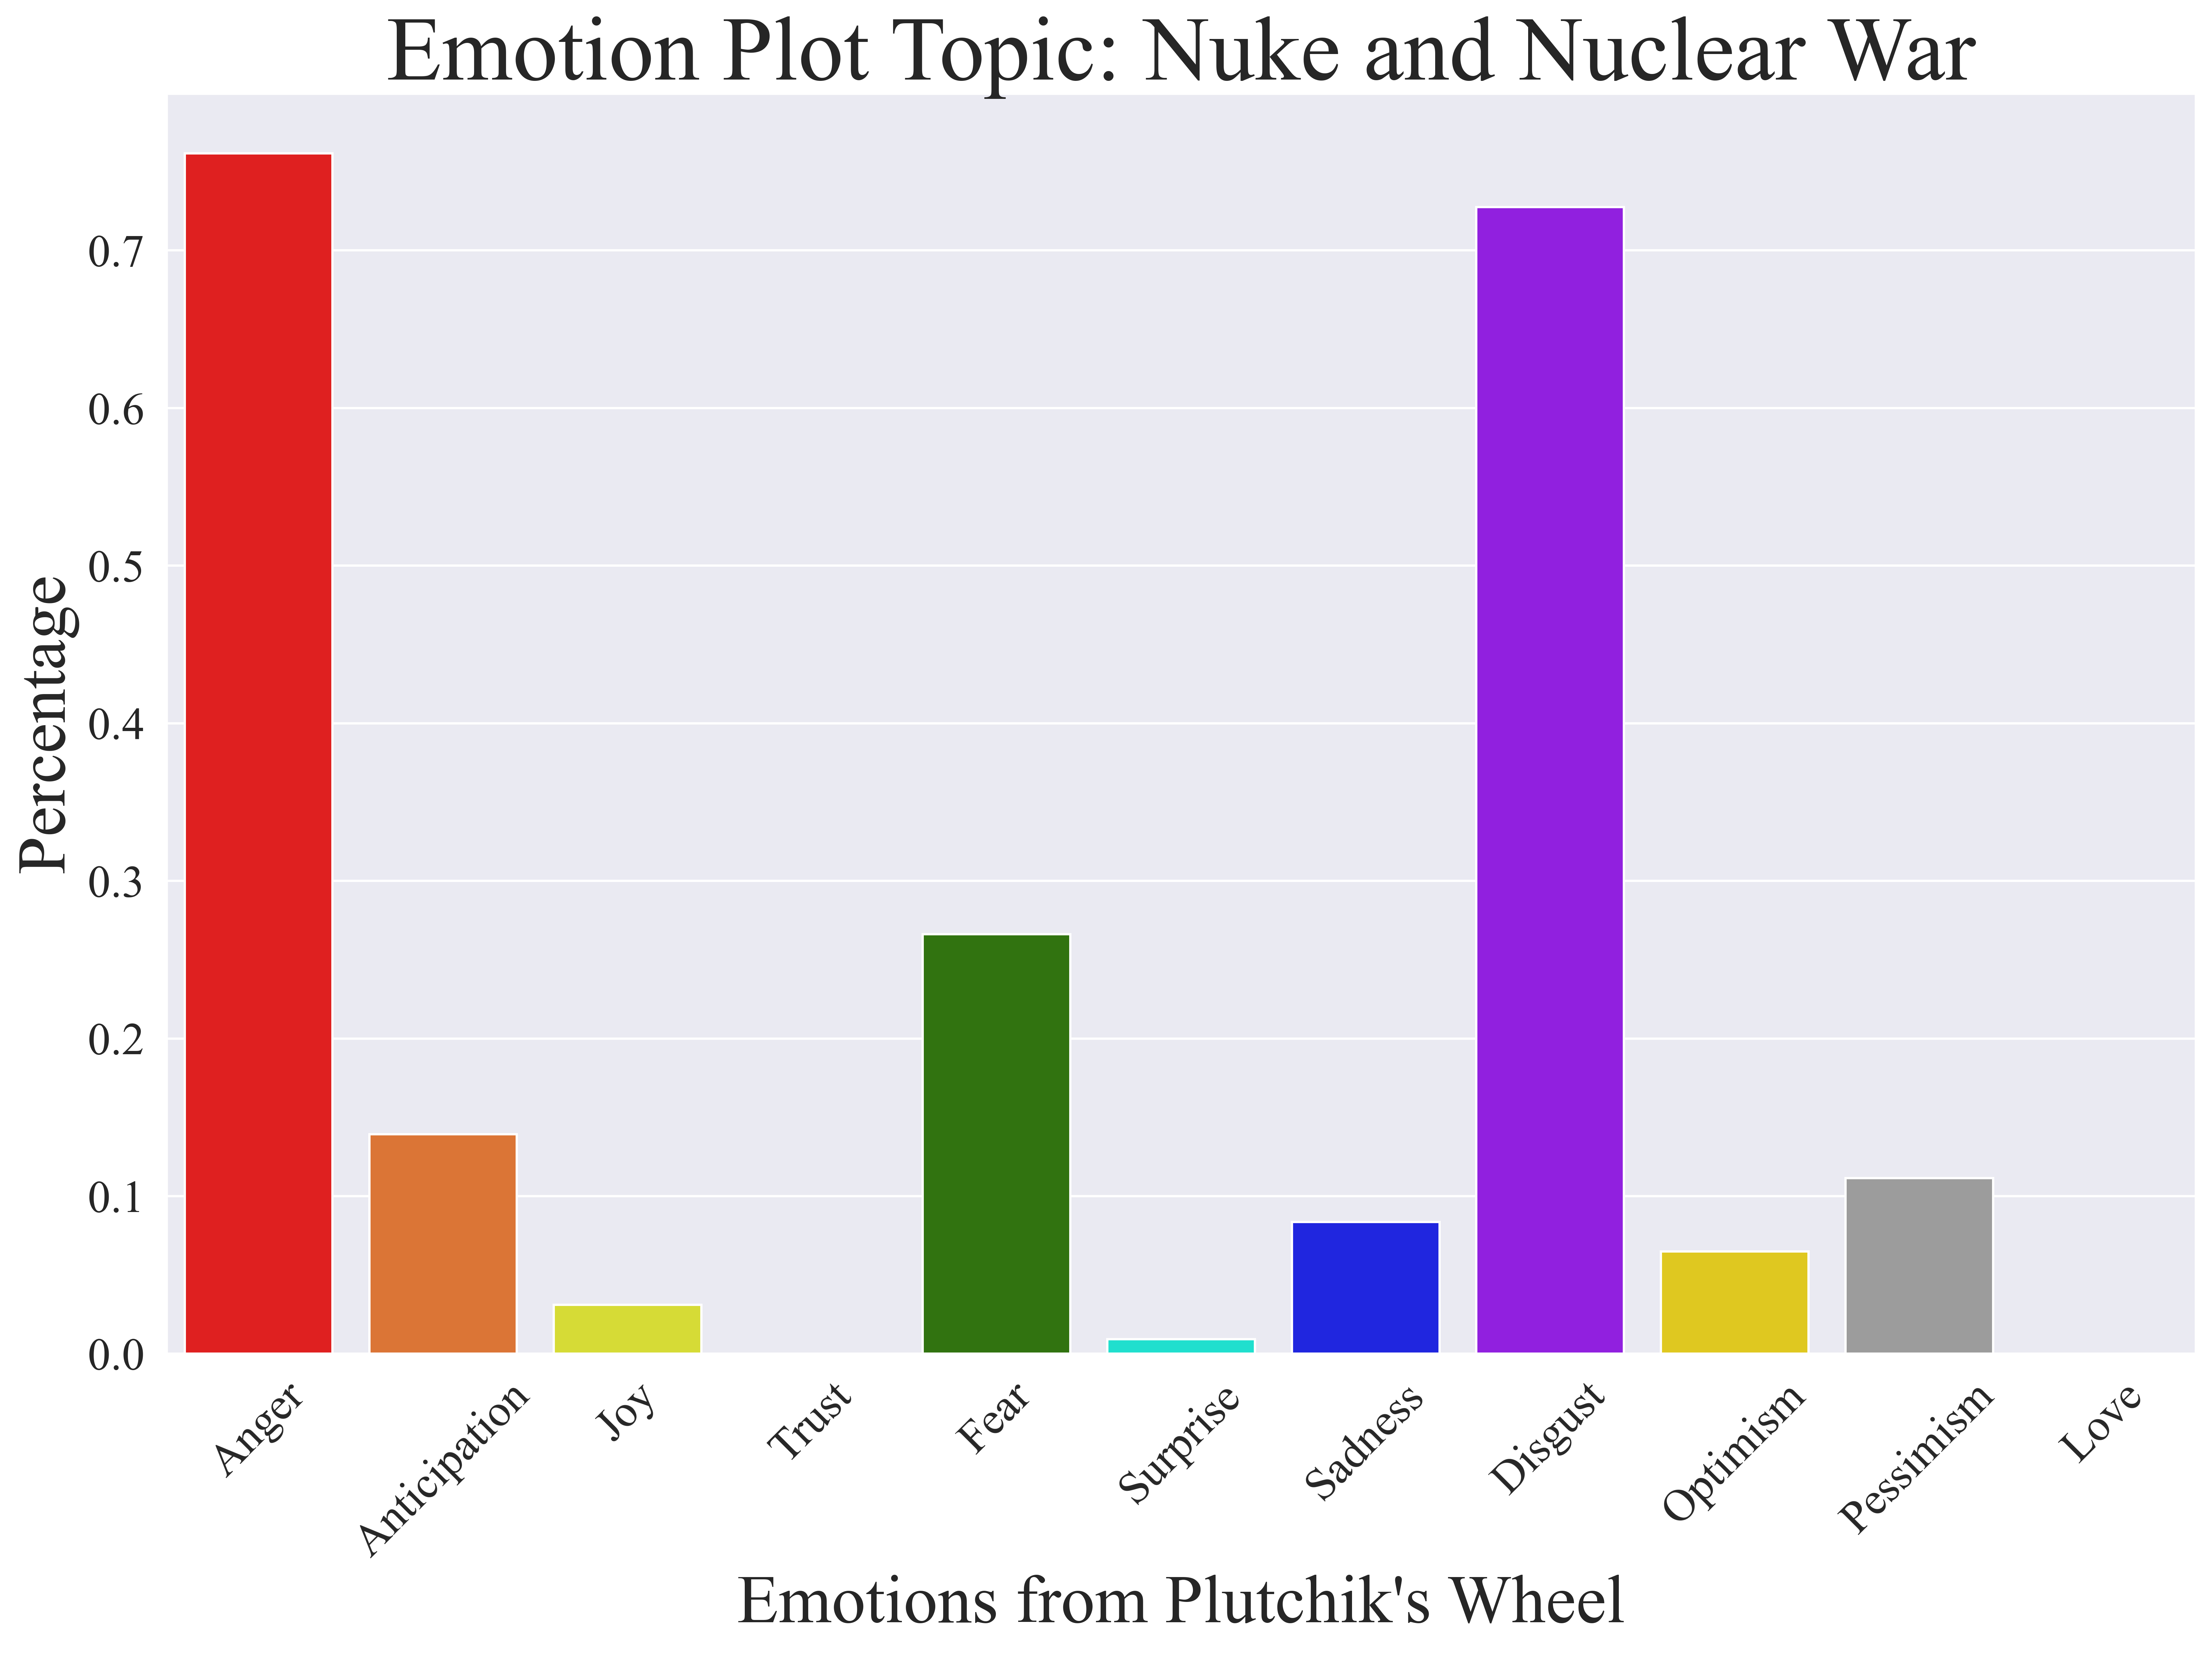 Emotion Plot Topic: Nuke and Nuclear War
Percentage
0.7
0.6
0.5
0.4
0.3
0.2
0.1
0.0
Anger
Anticipation
Joy
Trust
Fear
Surprise
Sadness
Disgust
Optimism
Pessimism
Love
Emotions from Plutchik's Wheel